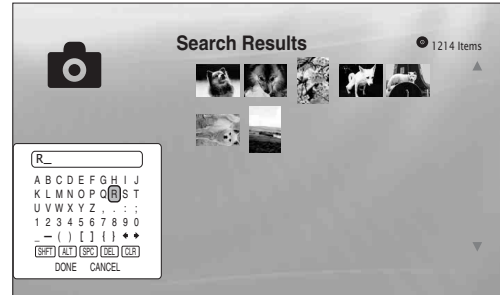 Search Results
1214 Items
R_
A B C D E F G H I J
K L M N O P Q R S T
U V W X Y Z , . : ;
1 2 3 4 5 6 7 8 9 0
_ – ( ) [ ] { }
SHFT ALT SPC DEL CLR
DONE CANCEL